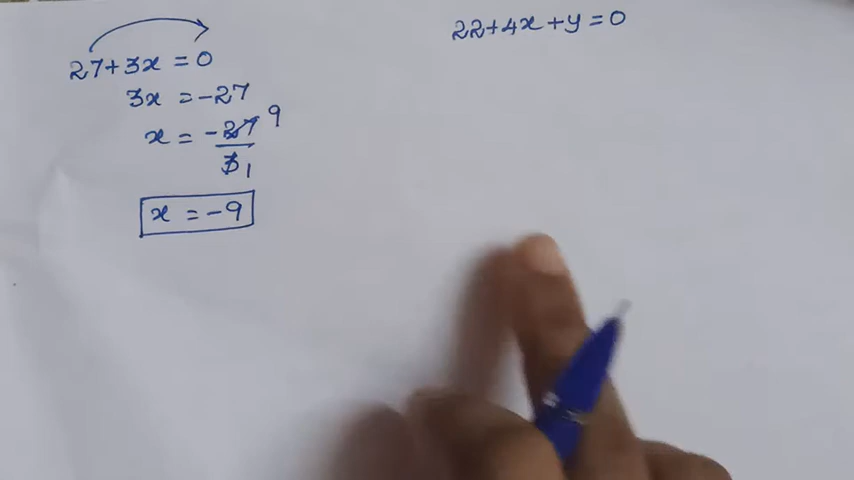 27+3x = 0
3x = -27
x = -27 9
3 1
x = -9
22+4x+y=0